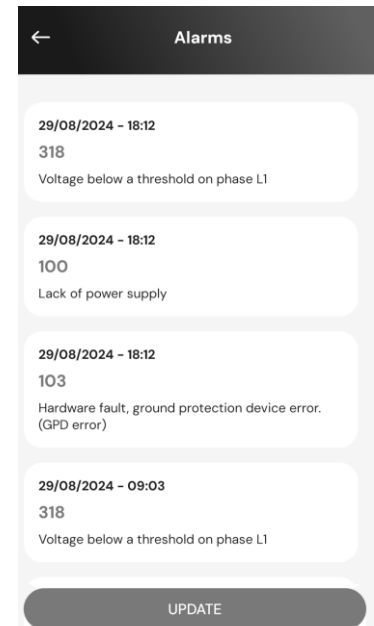 Alarms
29/08/2024 - 18:12
318
Voltage below a threshold on phase L1
29/08/2024 - 18:12
100
Lack of power supply
29/08/2024 - 18:12
103
Hardware fault, ground protection device error.
(GPD error)
29/08/2024 - 09:03
318
Voltage below a threshold on phase L1
UPDATE